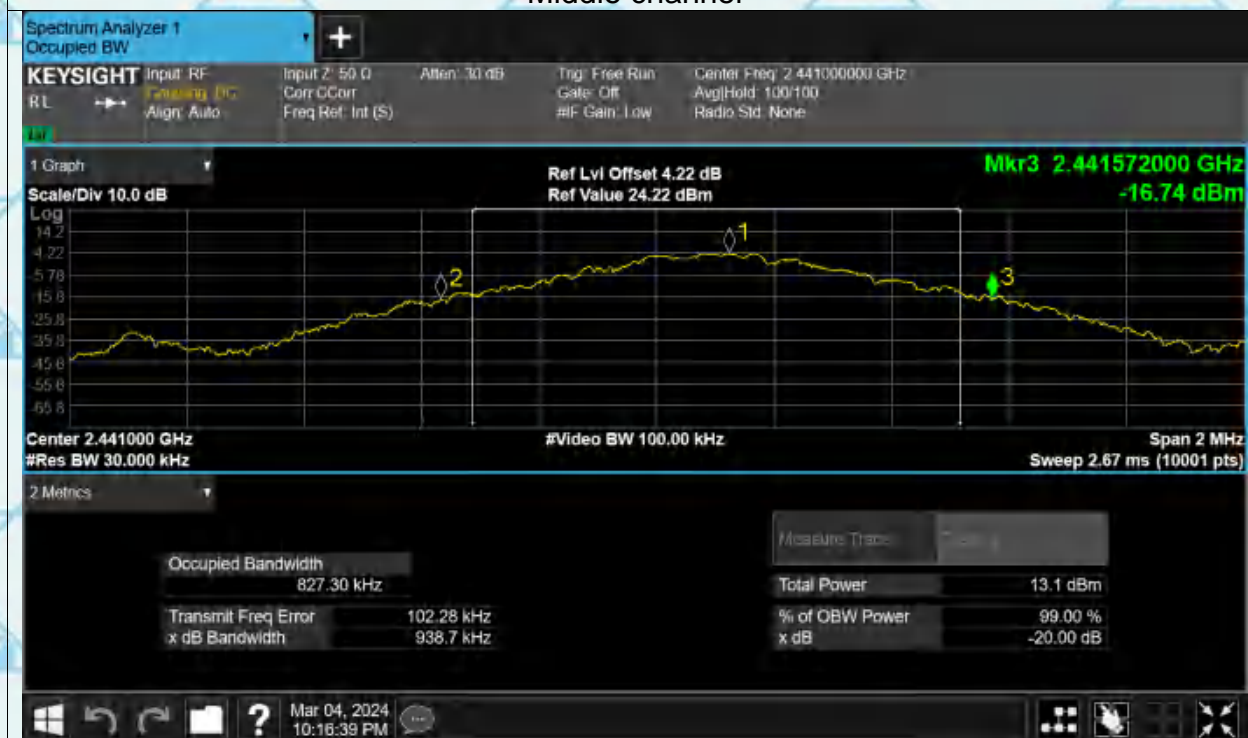 Middle channel
Spectrum Analyzer 1
Occupied BW
+
KEYSIGHT Input: RF Input Z: 50 Ω Atten: 30 dB Trig: Free Run Center Freq: 2.441000000 GHz
RL Coupling: DC Corr CCorr Gate: Off Avg|Hold: 100/100
Align: Auto Freq Ref: Int (S) #IF Gain: Low Radio Std: None
1 Graph
Ref Lvl Offset 4.22 dB Mkr3 2.441572000 GHz
Scale/Div 10.0 dB Ref Value 24.22 dBm -16.74 dBm
Log
14.2
4.22
-5.78
-15.8
-25.8
-35.8
-45.8
-55.8
-65.8
1
2
3
Center 2.441000 GHz #Video BW 100.00 kHz Span 2 MHz
#Res BW 30.000 kHz Sweep 2.67 ms (10001 pts)
2 Metrics
Measure Trace
Occupied Bandwidth
827.30 kHz Total Power 13.1 dBm
Transmit Freq Error 102.28 kHz % of OBW Power 99.00 %
x dB Bandwidth 938.7 kHz x dB -20.00 dB
? Mar 04, 2024
10:16:39 PM